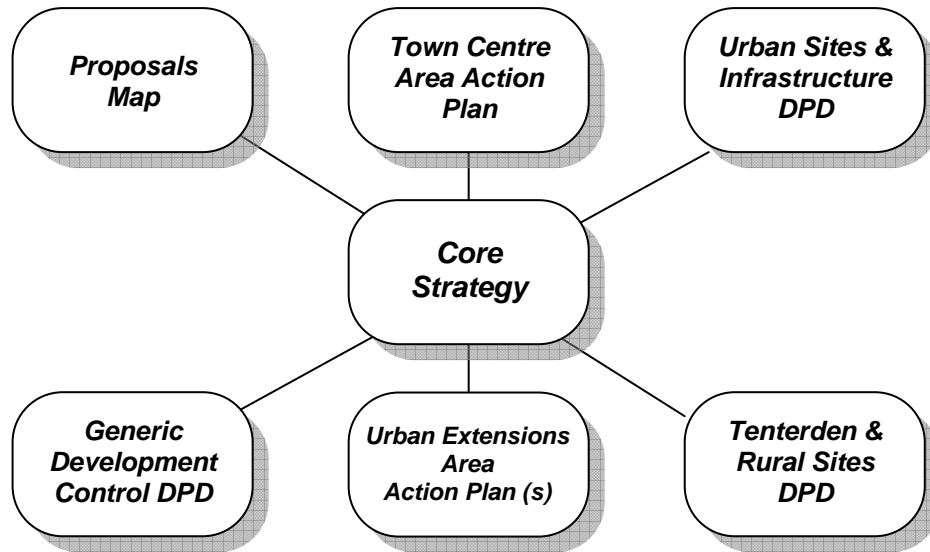 Proposals
Map
Town Centre
Area Action
Plan
Urban Sites &
Infrastructure
DPD
Core
Strategy
Generic
Development
Control DPD
Urban Extensions
Area
Action Plan (s)
Tenterden &
Rural Sites
DPD